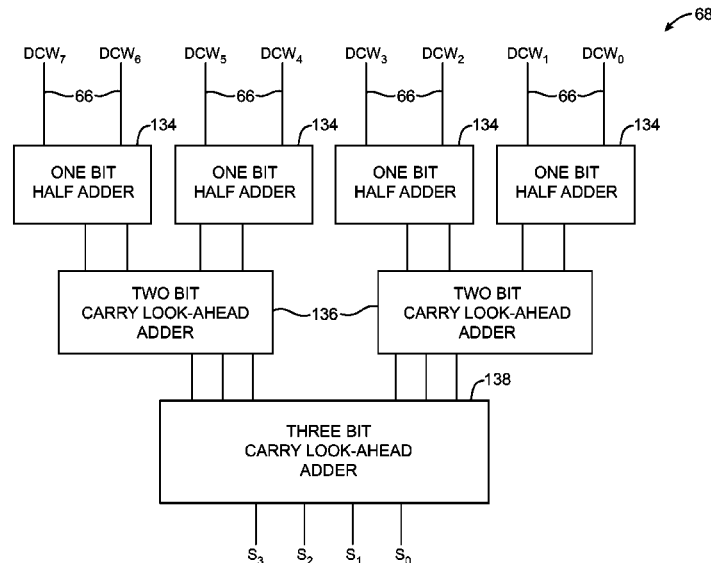 68
DCW7 DCW6 DCW5 DCW4 DCW3 DCW2 DCW1 DCW0
66 66 66 66
134 134 134 134
ONE BIT
HALF ADDER
ONE BIT
HALF ADDER
ONE BIT
HALF ADDER
ONE BIT
HALF ADDER
TWO BIT
CARRY LOOK-AHEAD
ADDER
136
TWO BIT
CARRY LOOK-AHEAD
ADDER
138
THREE BIT
CARRY LOOK-AHEAD
ADDER
S3 S2 S1 S0